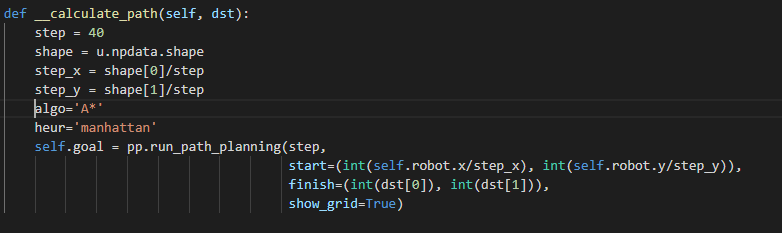 def __calculate_path(self, dst):
    step = 40
    shape = u.npdata.shape
    step_x = shape[0]/step
    step_y = shape[1]/step
    algo='A*'
    heur='manhattan'
    self.goal = pp.run_path_planning(step,
                                    start=(int(self.robot.x/step_x), int(self.robot.y/step_y)),
                                    finish=(int(dst[0]), int(dst[1])),
                                    show_grid=True)